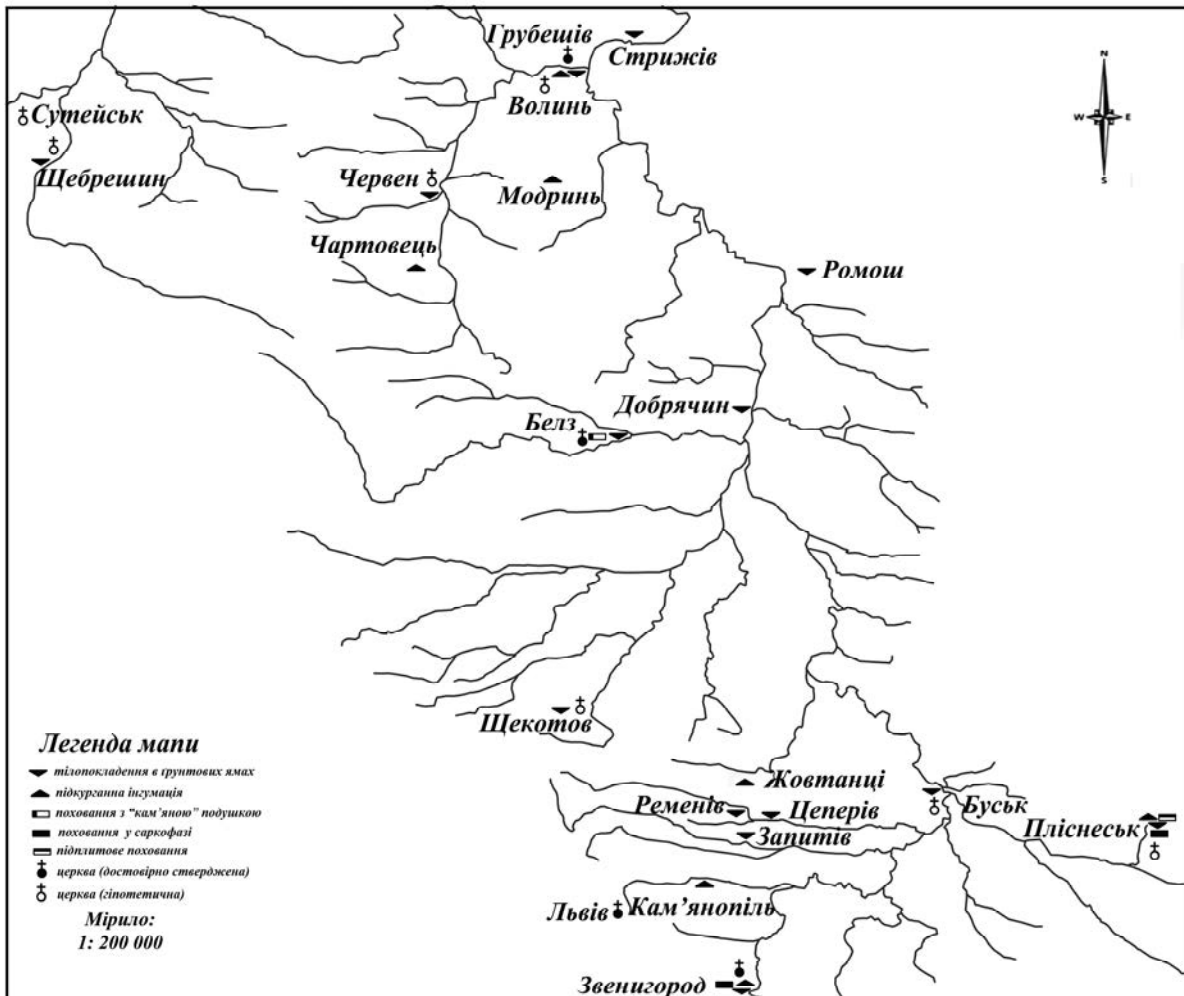 Грубешів
Стрижів
N
W E
S
Сутейськ
Волинь
Щебрешин
Червен
Модринь
Чартовець
Ромош
Добрячин
Белз
Щекотов
Легенда мапи
тілопокладення в ґрунтових ямах
підкурганна інгумація
поховання з “кам’яною” подушкою
поховання у саркофазі
підплитове поховання
церква (достовірно стверджена)
церква (гіпотетична)
Мірило:
1: 200 000
Жовтанці
Ременів
Цеперів
Буськ
Запитів
Пліснеськ
Львів
Кам’янопіль
Звенигород